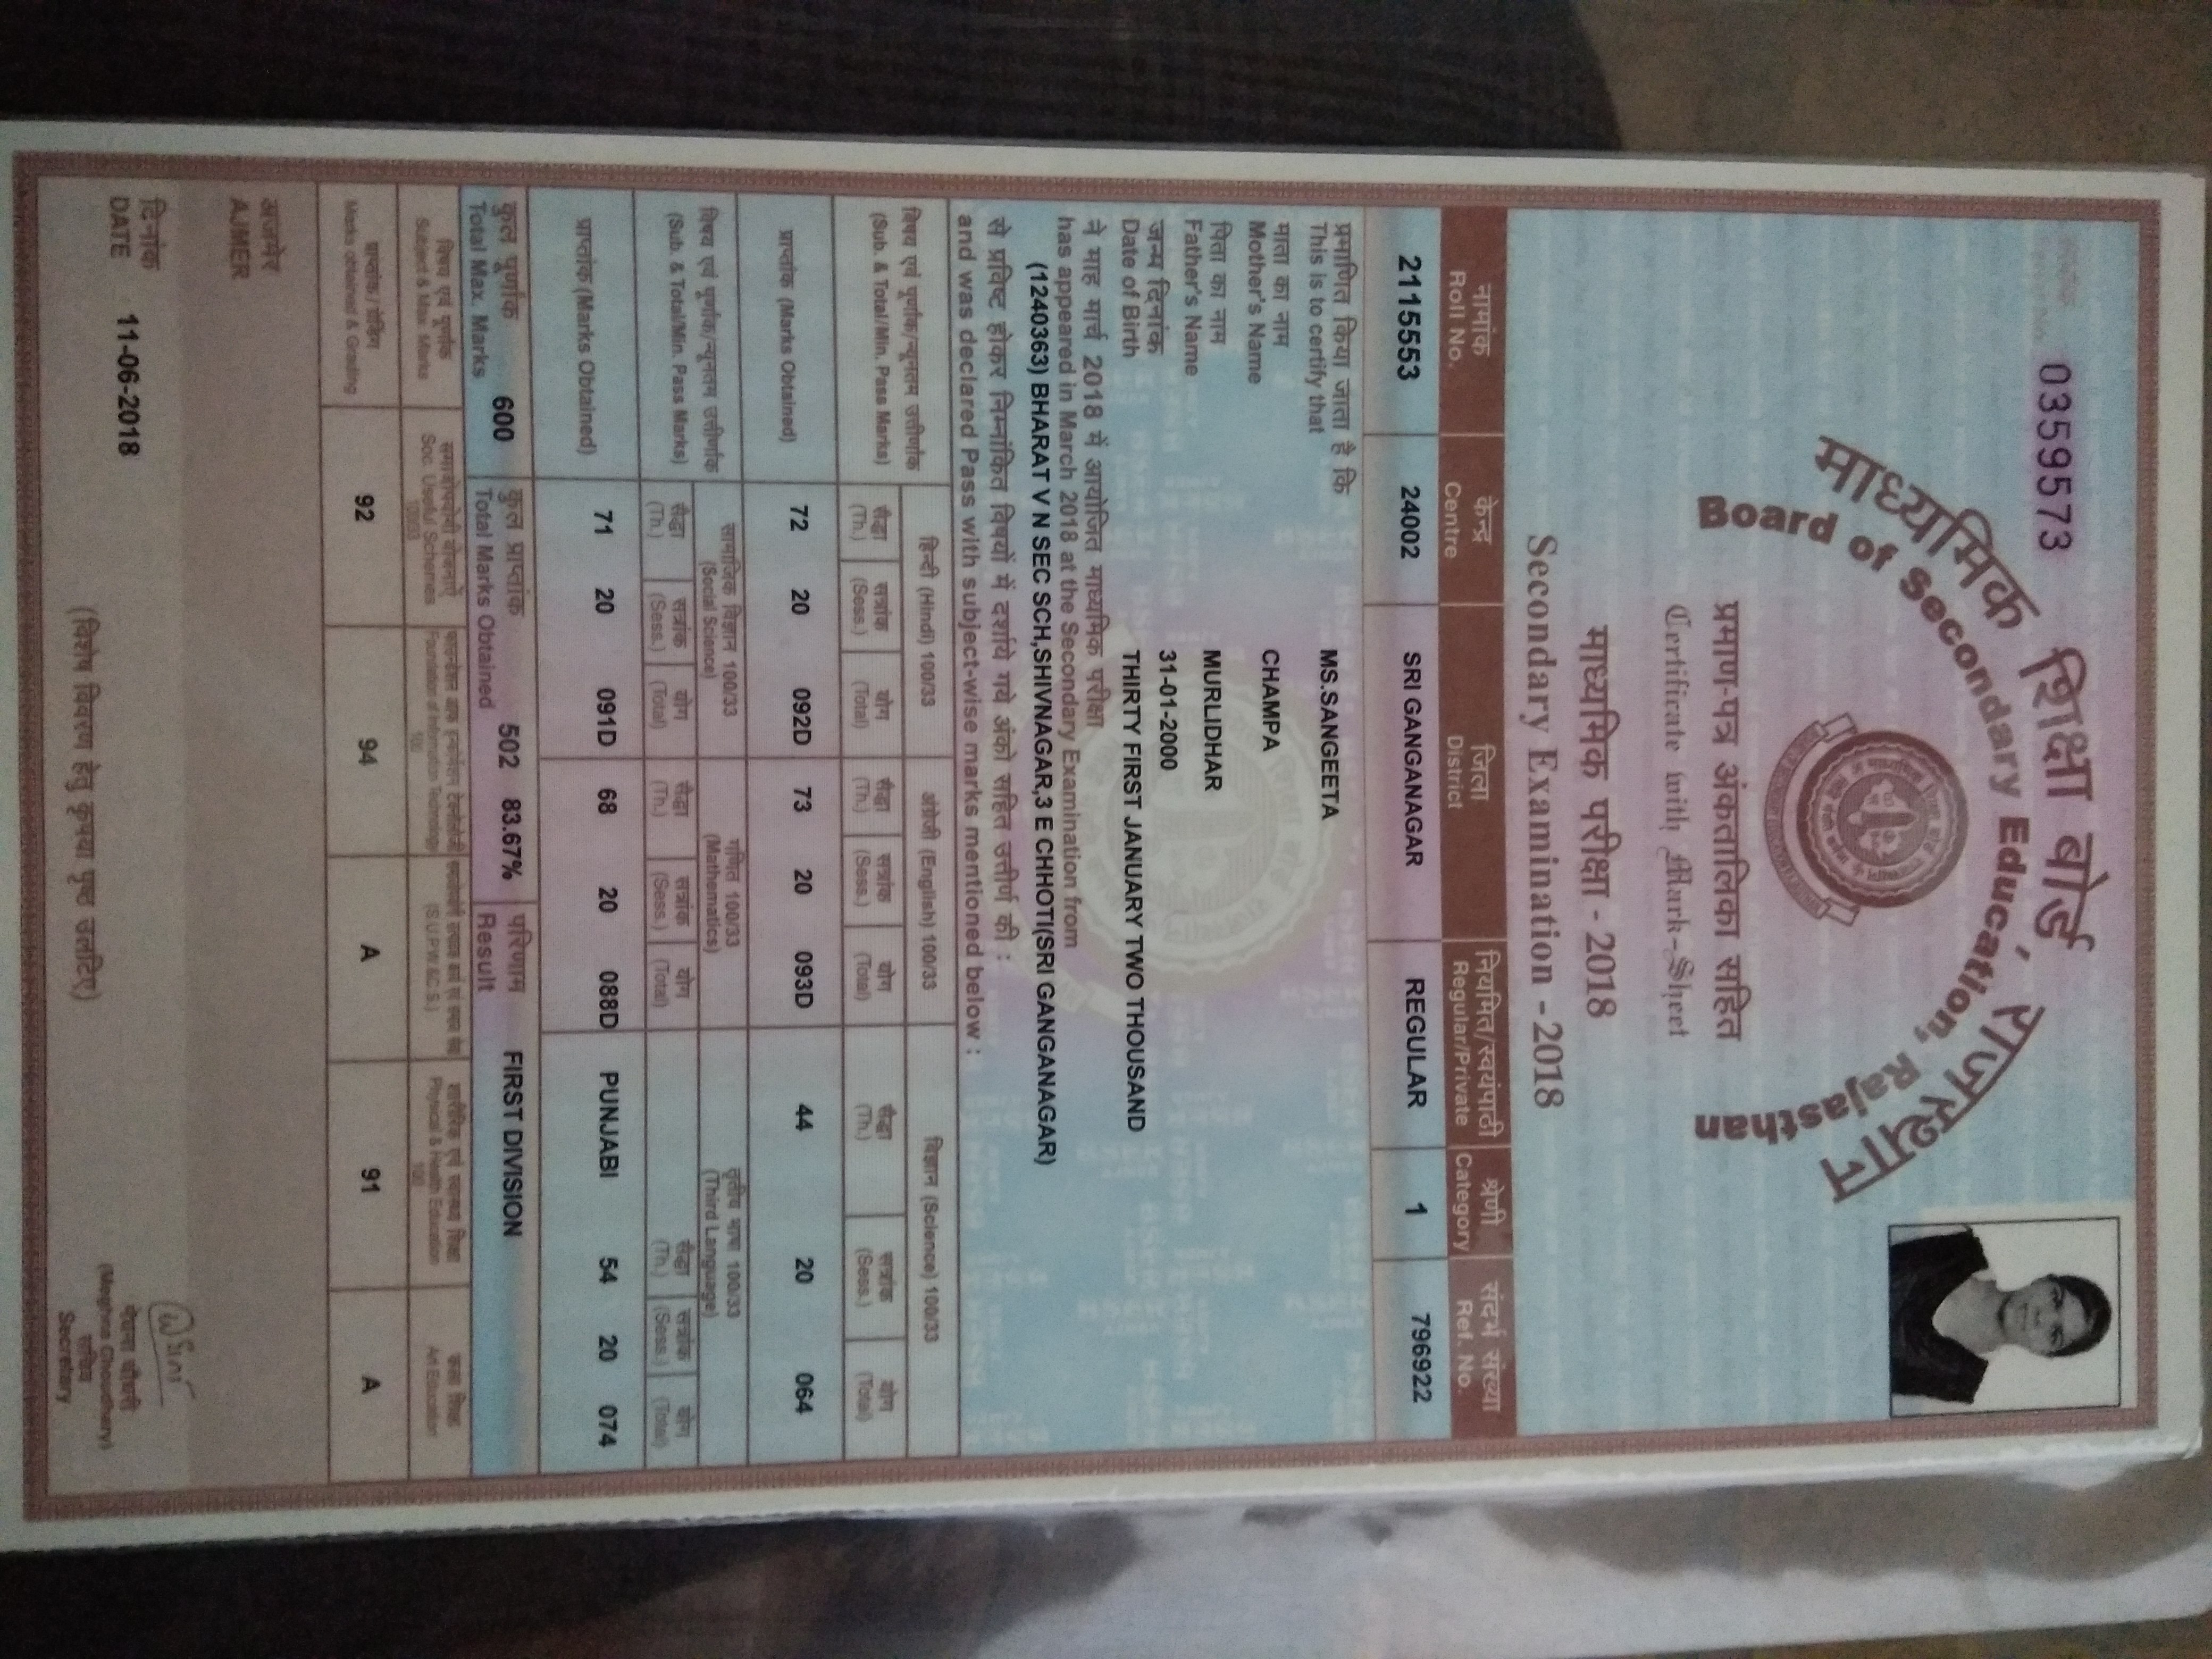 0359573
माध्यमिक शिक्षा बोर्ड, राजस्थान
Board of Secondary Education, Rajasthan
प्रमाण-पत्र अंकतालिका सहित
Certificate with Mark-Sheet
माध्यमिक परीक्षा - 2018
Secondary Examination - 2018
नामांक केन्द्र जिला नियमित/स्वयंपाठी श्रेणी संदर्भ संख्या
Roll No. Centre District Regular/Private Category Ref. No.
2115553 24002 SRI GANGANAGAR REGULAR 1 796922
प्रमाणित किया जाता है कि
This is to certify that MS.SANGEETA
माता का नाम
Mother's Name CHAMPA
पिता का नाम
Father's Name MURLIDHAR
जन्म दिनांक 31-01-2000
Date of Birth THIRTY FIRST JANUARY TWO THOUSAND
ने माह मार्च 2018 में आयोजित माध्यमिक परीक्षा
has appeared in March 2018 at the Secondary Examination from
(1240363) BHARAT V N SEC SCH,SHIVNAGAR,3 E CHHOTI(SRI GANGANAGAR)
से प्रविष्ट होकर निम्नांकित विषयों में दर्शाये गये अंकों सहित उत्तीर्ण की :
and was declared Pass with subject-wise marks mentioned below :
विषय एवं पूर्णांक/न्यूनतम उत्तीर्णांक हिन्दी (Hindi) 100/33 अंग्रेजी (English) 100/33 विज्ञान (Science) 100/33
(Sub. & Total/Min. Pass Marks) सैद्धा सत्रांक योग सैद्धा सत्रांक योग सैद्धा सत्रांक योग
(Th.) (Sess.) (Total) (Th.) (Sess.) (Total) (Th.) (Sess.) (Total)
प्राप्तांक (Marks Obtained) 72 20 092D 73 20 093D 44 20 064
विषय एवं पूर्णांक/न्यूनतम उत्तीर्णांक सामाजिक विज्ञान 100/33 गणित 100/33 तृतीय भाषा 100/33
(Sub. & Total/Min. Pass Marks) (Social Science) (Mathematics) (Third Language)
सैद्धा सत्रांक योग सैद्धा सत्रांक योग सैद्धा सत्रांक योग
(Th.) (Sess.) (Total) (Th.) (Sess.) (Total) (Th.) (Sess.) (Total)
प्राप्तांक (Marks Obtained) 71 20 091D 68 20 088D PUNJABI 54 20 074
कुल पूर्णांक 600 कुल प्राप्तांक 502 83.67% परिणाम FIRST DIVISION
Total Max. Marks Total Marks Obtained Result
विषय एवं पूर्णांक समाजोपयोगी योजनाएँ शारीरिक एवं स्वास्थ्य शिक्षा कला शिक्षा
Subject & Max. Marks Soc. Useful Schemes Foundation of Information Technology (S.U.P.W.&C.S.) Physical & Health Education Art Education
100 100
प्राप्तांक / ग्रेडिंग
Marks obtained & Grading 92 94 A 91 A
अजमेर
AJMER
दिनांक
DATE 11-06-2018
(विशेष विवरण हेतु कृपया पृष्ठ उलटिए)
मेघना चौधरी
(Meghna Choudhary)
सचिव
Secretary